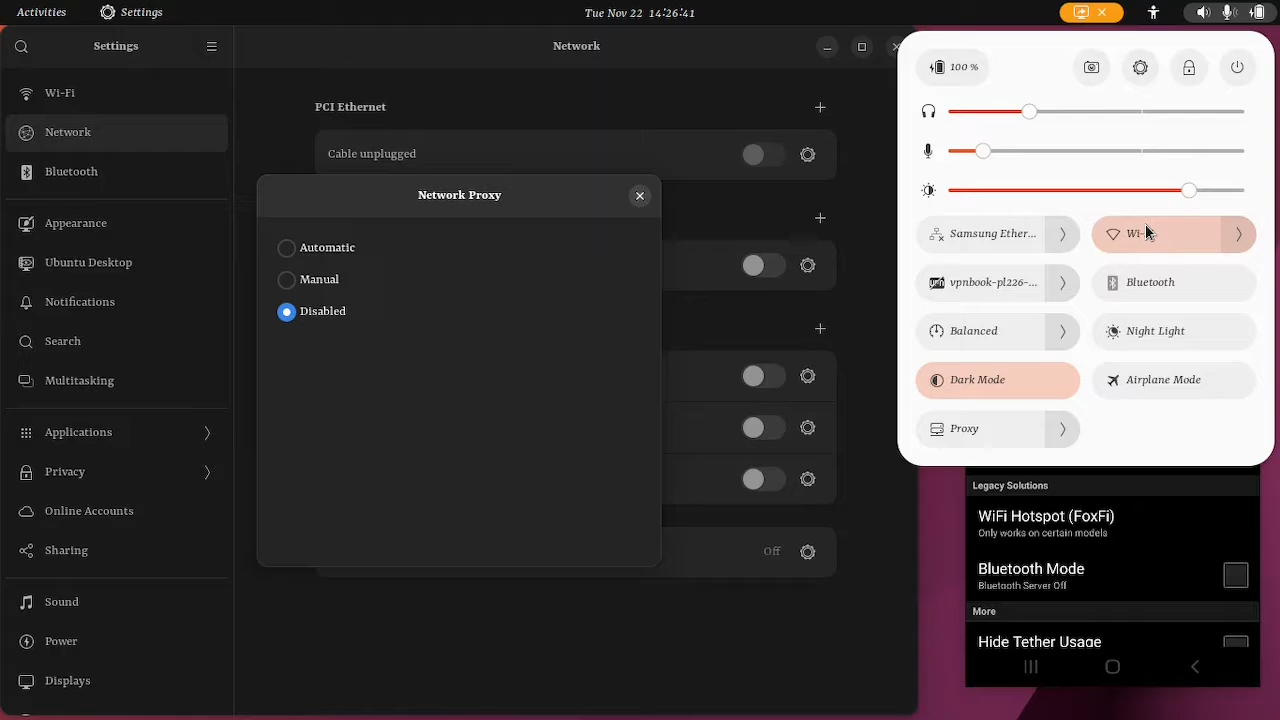 Activities
Settings
Tue Nov 22 14:26:41
Settings
Network
Wi-Fi
Network
Bluetooth
Appearance
Ubuntu Desktop
Notifications
Search
Multitasking
Applications
Privacy
Online Accounts
Sharing
Sound
Power
Displays
PCI Ethernet
Cable unplugged
Off
Network Proxy
Automatic
Manual
Disabled
100 %
Samsung Ether...
Bluetooth
vpnbook-pl226-...
Balanced
Night Light
Dark Mode
Airplane Mode
Proxy
Legacy Solutions
WiFi Hotspot (FoxFi)
Only works on certain models
Bluetooth Mode
Bluetooth Server Off
More
Hide Tether Usage